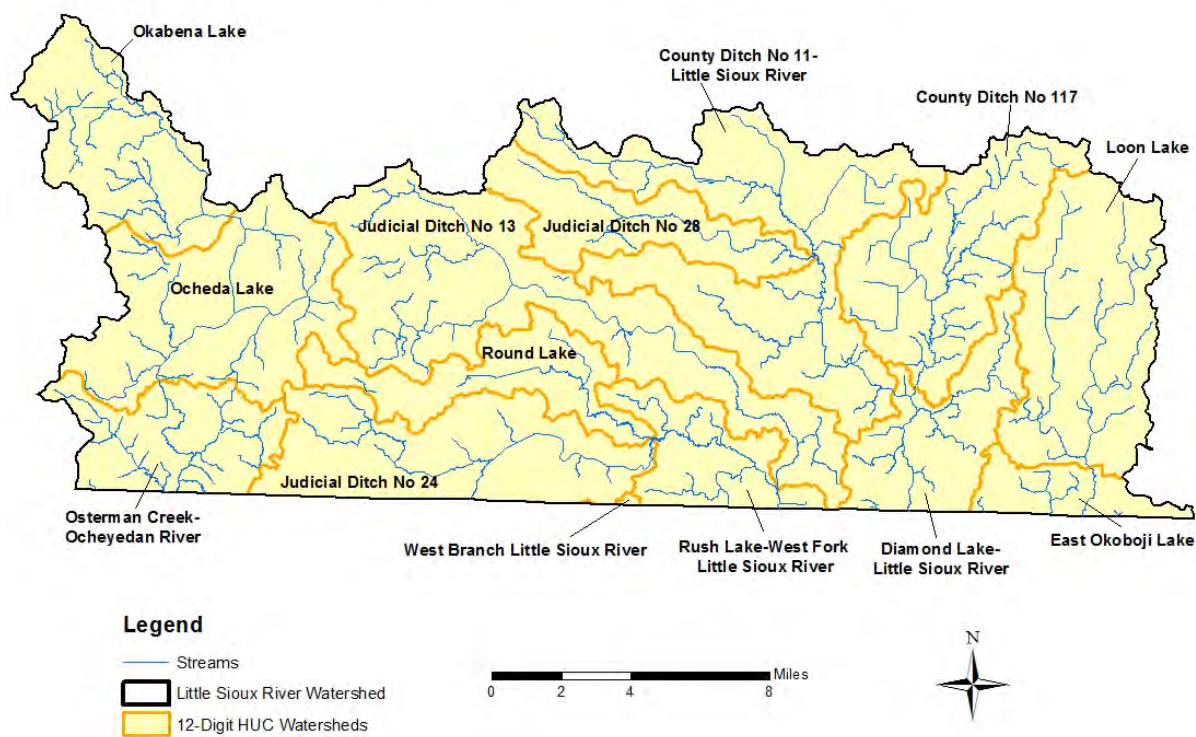 Okabena Lake
County Ditch No 11-
Little Sioux River
County Ditch No 117
Loon Lake
Judicial Ditch No 13
Judicial Ditch No 28
Ocheda Lake
Round Lake
Judicial Ditch No 24
Osterman Creek-
Ocheyedan River
West Branch Little Sioux River
Rush Lake-West Fork
Little Sioux River
Diamond Lake-
Little Sioux River
East Okoboji Lake
Legend
Streams
Little Sioux River Watershed
12-Digit HUC Watersheds
Miles
0 2 4 8
N